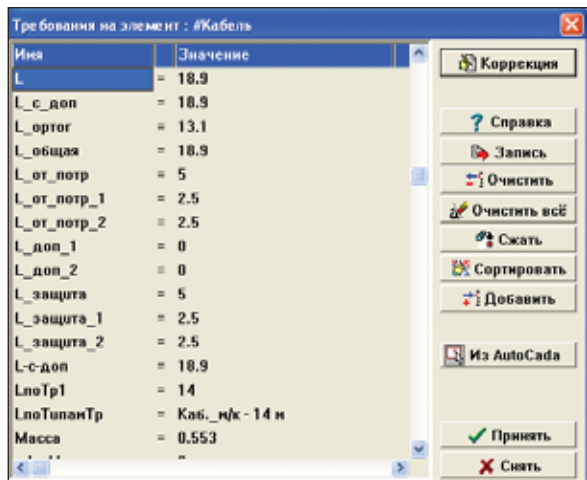 Требования на элемент : #Кабель
Имя Значение
L = 18.9
L_с_доп = 18.9
L_ортог = 13.1
L_общая = 18.9
L_от_потр = 5
L_от_потр_1 = 2.5
L_от_потр_2 = 2.5
L_доп_1 = 0
L_доп_2 = 0
L_защита = 5
L_защита_1 = 2.5
L_защита_2 = 2.5
L-с-доп = 18.9
LпоТр1 = 14
LпоТипамТр = Каб._м/к - 14 м
Масса = 0.553
Коррекция
Справка
Запись
Очистить
Очистить всё
Сжать
Сортировать
Добавить
Из AutoCada
Принять
Снять